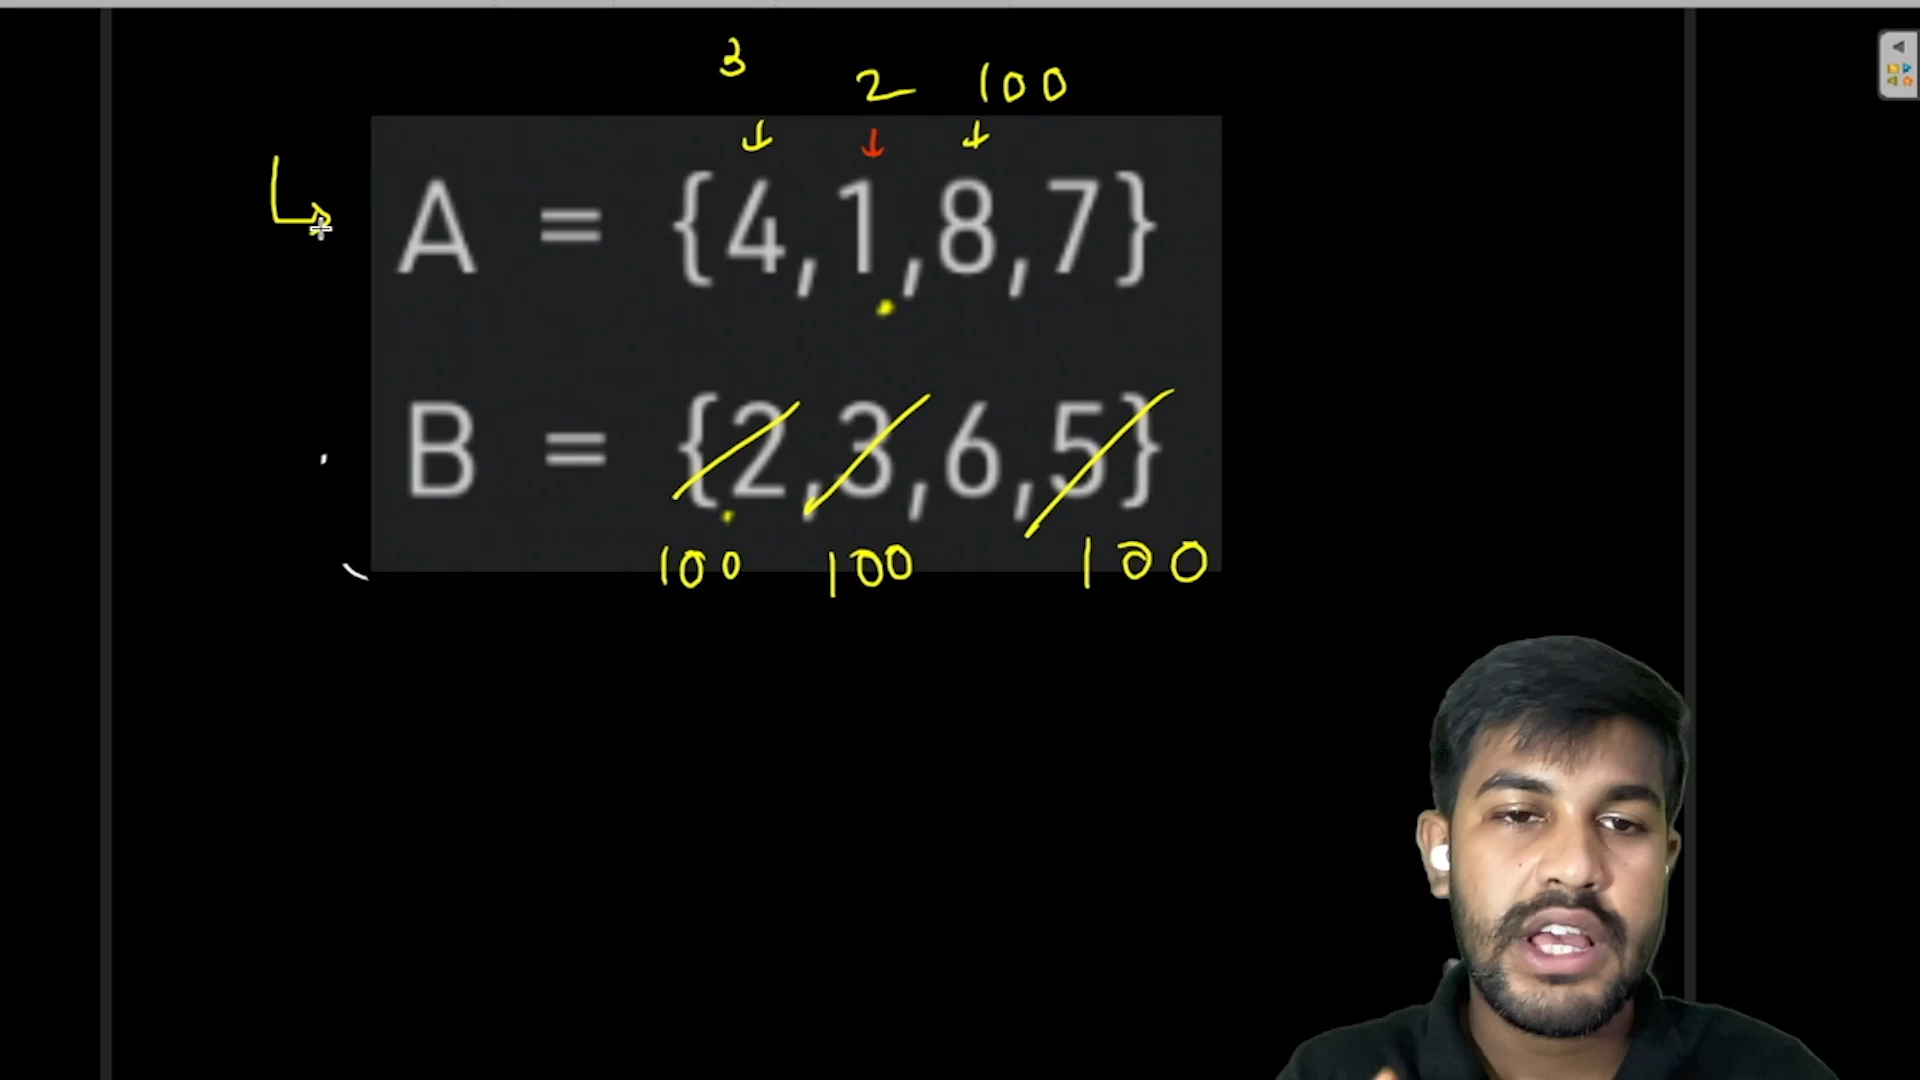 3 2 100
A = {4,1,8,7}
B = {2,3,6,5}
100 100 100